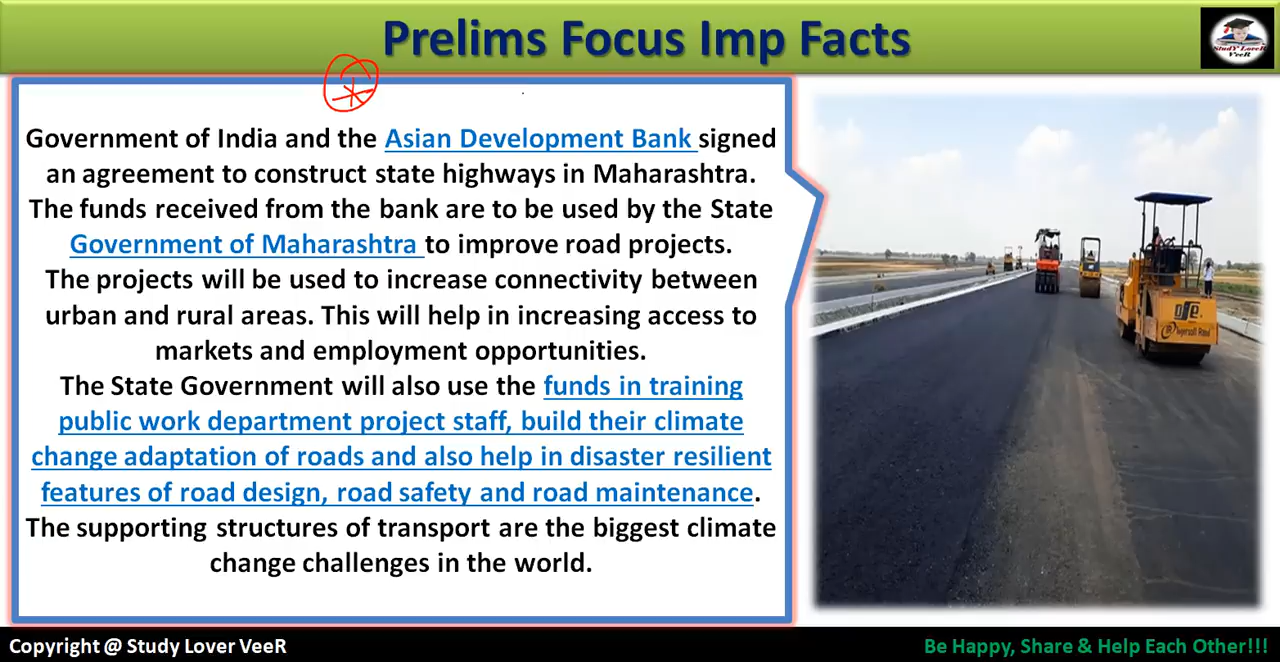 Prelims Focus Imp Facts
StudY LoveR
VeeR
Government of India and the Asian Development Bank signed
an agreement to construct state highways in Maharashtra.
The funds received from the bank are to be used by the State
Government of Maharashtra to improve road projects.
The projects will be used to increase connectivity between
urban and rural areas. This will help in increasing access to
markets and employment opportunities.
The State Government will also use the funds in training
public work department project staff, build their climate
change adaptation of roads and also help in disaster resilient
features of road design, road safety and road maintenance.
The supporting structures of transport are the biggest climate
change challenges in the world.
Ingersoll Rand
Copyright @ Study Lover VeeR
Be Happy, Share & Help Each Other!!!